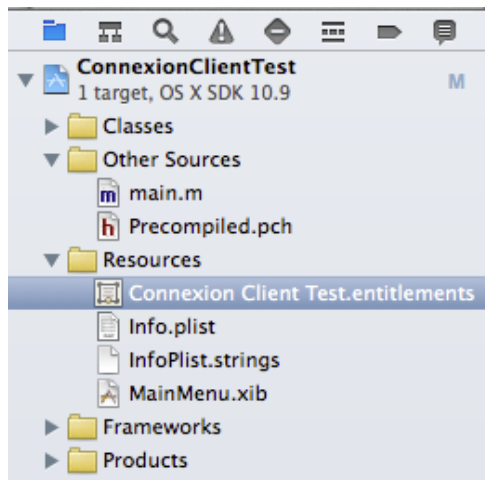 ConnexionClientTest
1 target, OS X SDK 10.9
M
Classes
Other Sources
m main.m
h Precompiled.pch
Resources
Connexion Client Test.entitlements
Info.plist
InfoPlist.strings
MainMenu.xib
Frameworks
Products